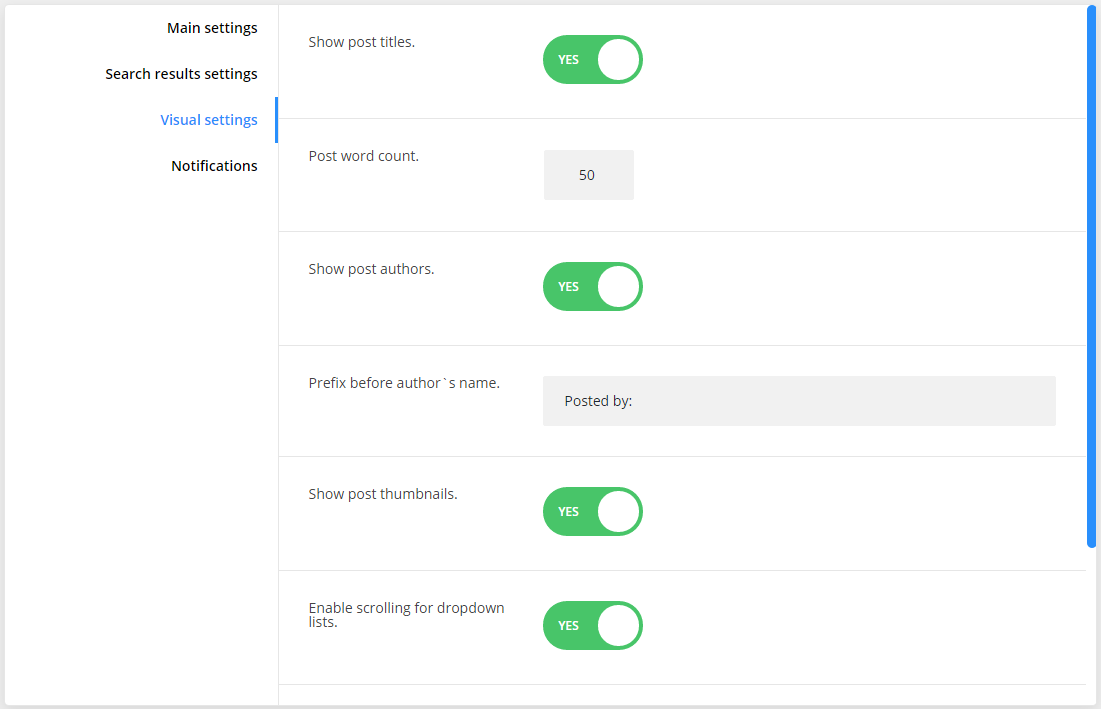 Main settings
Search results settings
Visual settings
Notifications
Show post titles.
YES
Post word count.
50
Show post authors.
YES
Prefix before author`s name.
Posted by:
Show post thumbnails.
YES
Enable scrolling for dropdown
lists.
YES